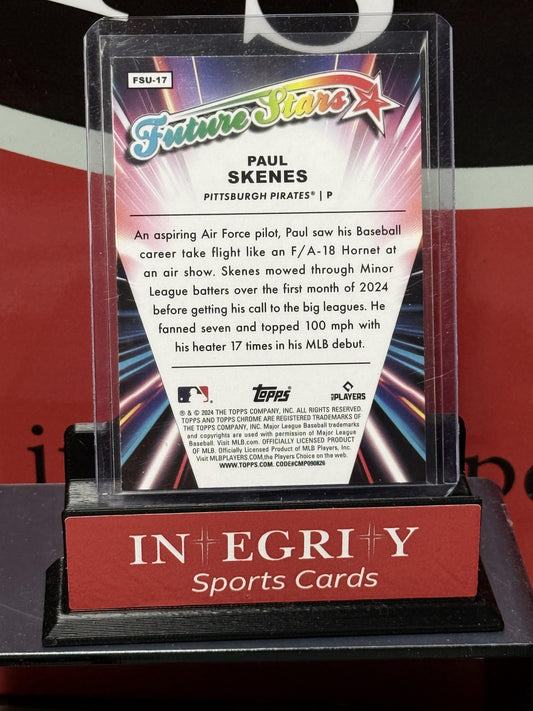 FSU-17
Future Stars
PAUL
SKENES
PITTSBURGH PIRATES® | P
An aspiring Air Force pilot, Paul saw his Baseball
career take flight like an F/A-18 Hornet at
an air show. Skenes mowed through Minor
League batters over the first month of 2024
before getting his call to the big leagues. He
fanned seven and topped 100 mph with
his heater 17 times in his MLB debut.
TOPPS
PLAYERS
® & © 2024 THE TOPPS COMPANY, INC. ALL RIGHTS RESERVED.
TOPPS AND TOPPS CHROME ARE REGISTERED TRADEMARKS OF
THE TOPPS COMPANY, INC. Major League Baseball trademarks
and copyrights are used with permission of Major League
Baseball. Visit MLB.com. OFFICIALLY LICENSED PRODUCT
OF MLB. Officially Licensed Product of MLB Players, Inc.
Visit MLBPLAYERS.COM, the Players Choice on the web.
WWW.TOPPS.COM. CODE#CMP090826
INTEGRITY
Sports Cards